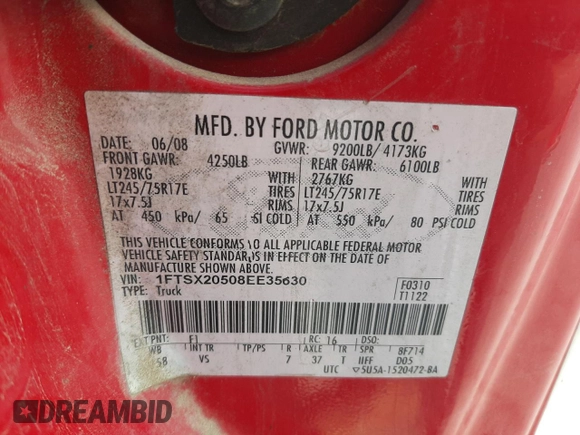 MFD. BY FORD MOTOR CO.
DATE: 06/08 GVWR: 9200LB/ 4173KG
FRONT GAWR: 4250LB REAR GAWR: 6100LB
1928KG WITH 2767KG WITH
LT245/75R17E TIRES LT245/75R17E TIRES
17x7.5J RIMS 17x7.5J RIMS
AT 450 kPa/ 65 SI COLD AT 550 kPa/ 80 PSI COLD
THIS VEHICLE CONFORMS TO ALL APPLICABLE FEDERAL MOTOR
VEHICLE SAFETY STANDARDS IN EFFECT ON THE DATE OF
MANUFACTURE SHOWN ABOVE.
VIN: 1FTSX20508EE35630 F0310
TYPE: Truck T1122
EXT PNT: F1 RC: 16 DSO:
WB INT TR TP/PS R AXLE TR SPR BF714
58 VS 7 37 T IIFF D05
UTC 5U5A-1520472-BA
DREAMBID